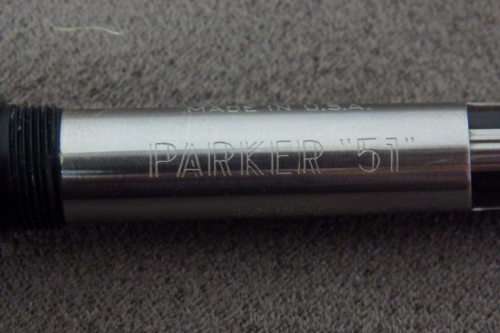 MADE IN U.S.A.
PARKER "51"